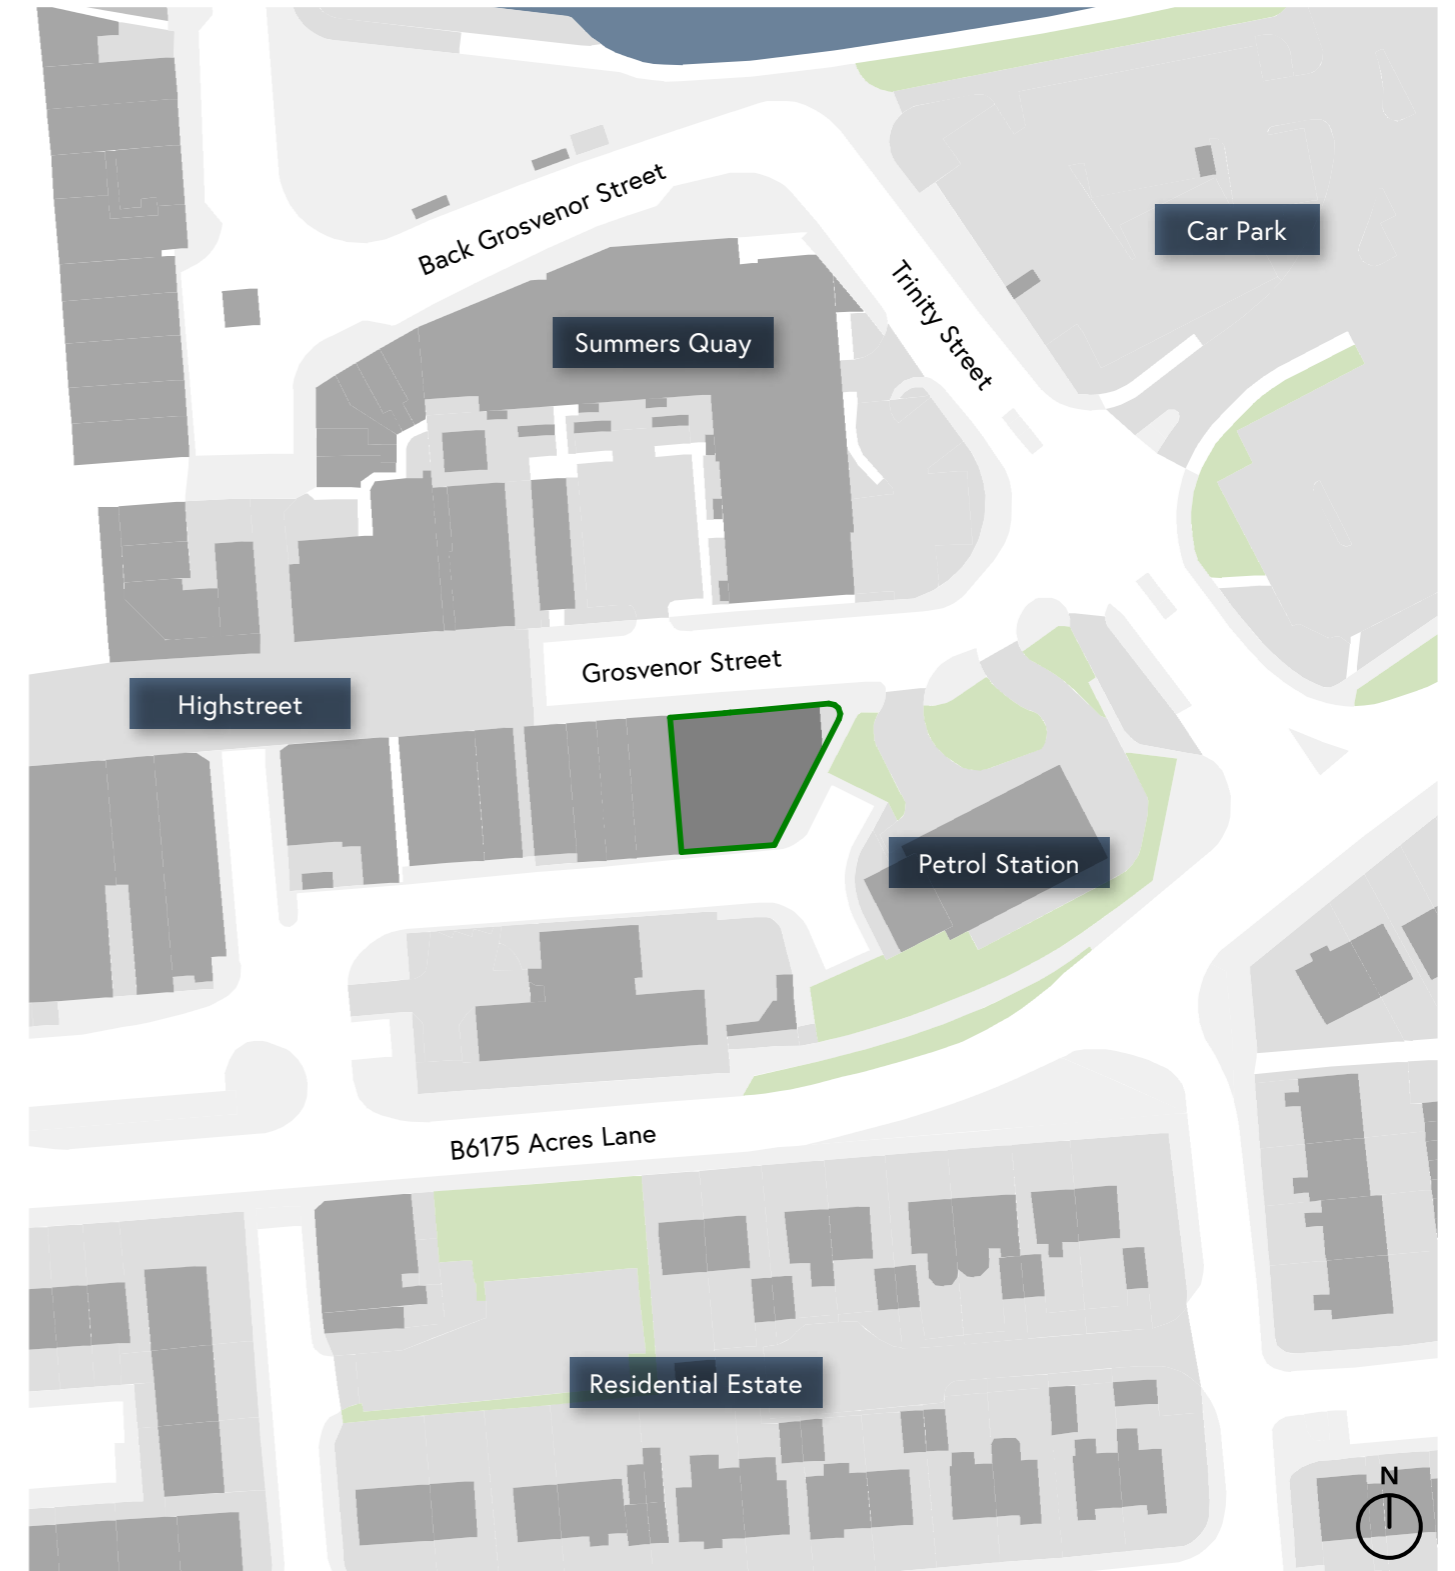 Back Grosvenor Street
Car Park
Trinity Street
Summers Quay
Grosvenor Street
Highstreet
Petrol Station
B6175 Acres Lane
Residential Estate
N